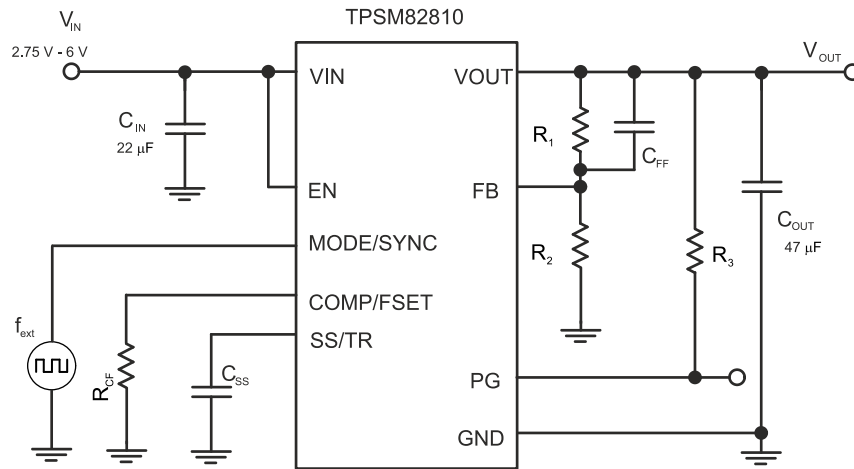 TPSM82810
V_IN
2.75 V - 6 V
V_OUT
VIN
VOUT
C_IN
22 µF
R_1
C_FF
EN
FB
C_OUT
47 µF
MODE/SYNC
R_2
R_3
COMP/FSET
f_ext
SS/TR
R_CF
C_SS
PG
GND